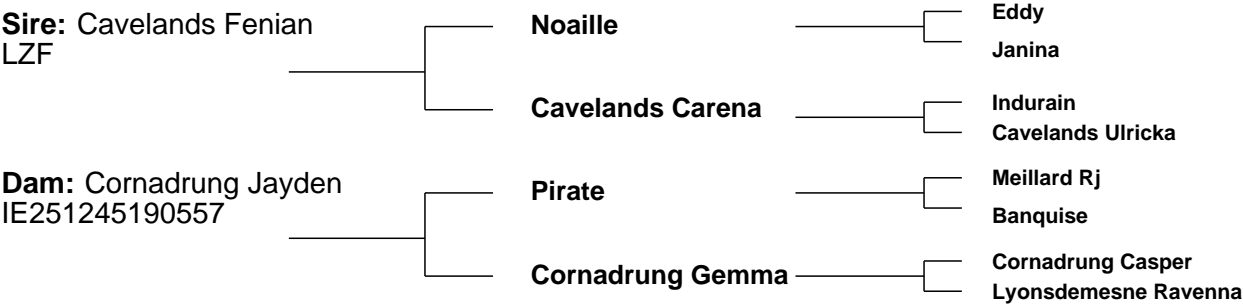 Sire: Cavelands Fenian
LZF
Noaille
Eddy
Janina
Cavelands Carena
Indurain
Cavelands Ulricka
Dam: Cornadrung Jayden
IE251245190557
Pirate
Meillard Rj
Banquise
Cornadrung Gemma
Cornadrung Casper
Lyonsdemesne Ravenna